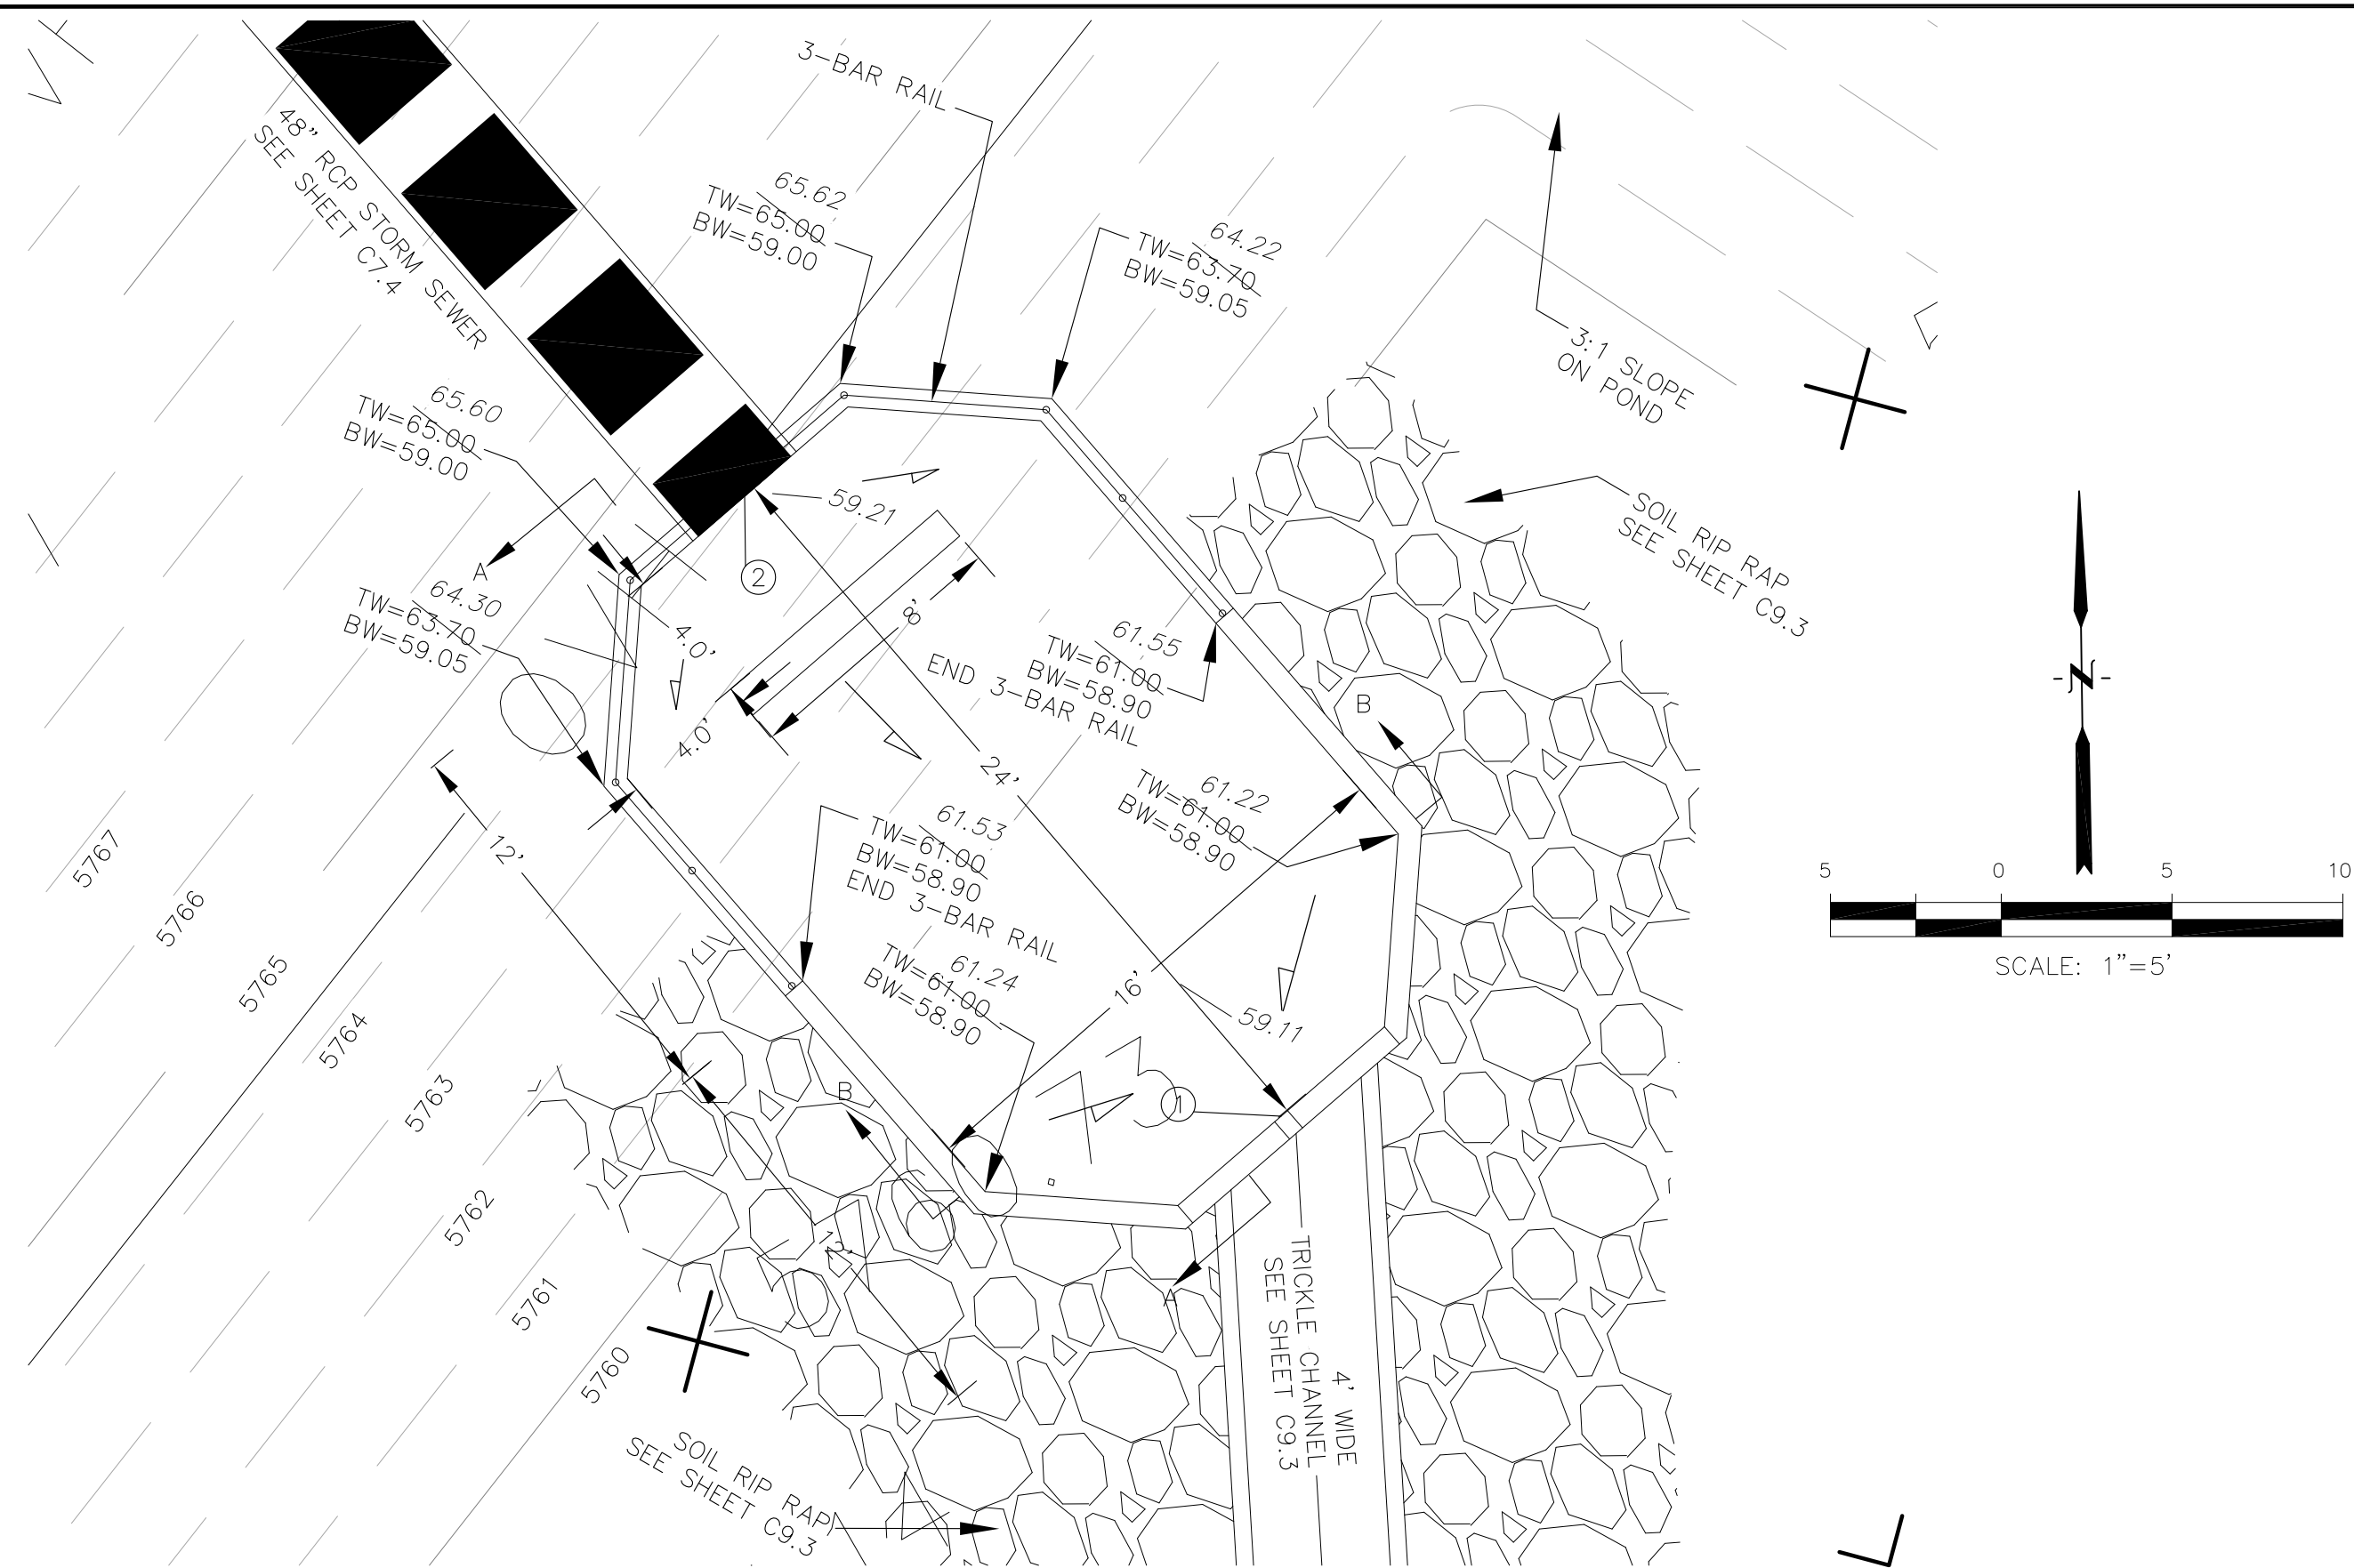 3-BAR RAIL
48" RCP STORM SEWER
SEE SHEET C7.4
65.62
TW=65.00
BW=59.00
64.22
TW=63.70
BW=59.05
3:1 SLOPE
ON POND
65.60
TW=65.00
BW=59.00
59.21
A
2
SOIL RIP RAP
SEE SHEET C9.3
64.30
TW=63.70
BW=59.05
4.0'
8'
61.55
TW=61.00
BW=58.90
END 3-BAR RAIL
N
B
4.0'
24'
61.22
TW=61.00
BW=58.90
12'
61.53
TW=61.00
BW=58.90
END 3-BAR RAIL
5767
5766
5765
5764
5763
5762
5761
5760
61.24
TW=61.00
BW=58.90
16'
59.11
5 0 5 10
SCALE: 1"=5'
B
1
12'
A
4' WIDE
TRICKLE CHANNEL
SEE SHEET C9.3
SOIL RIP RAP
SEE SHEET C9.3